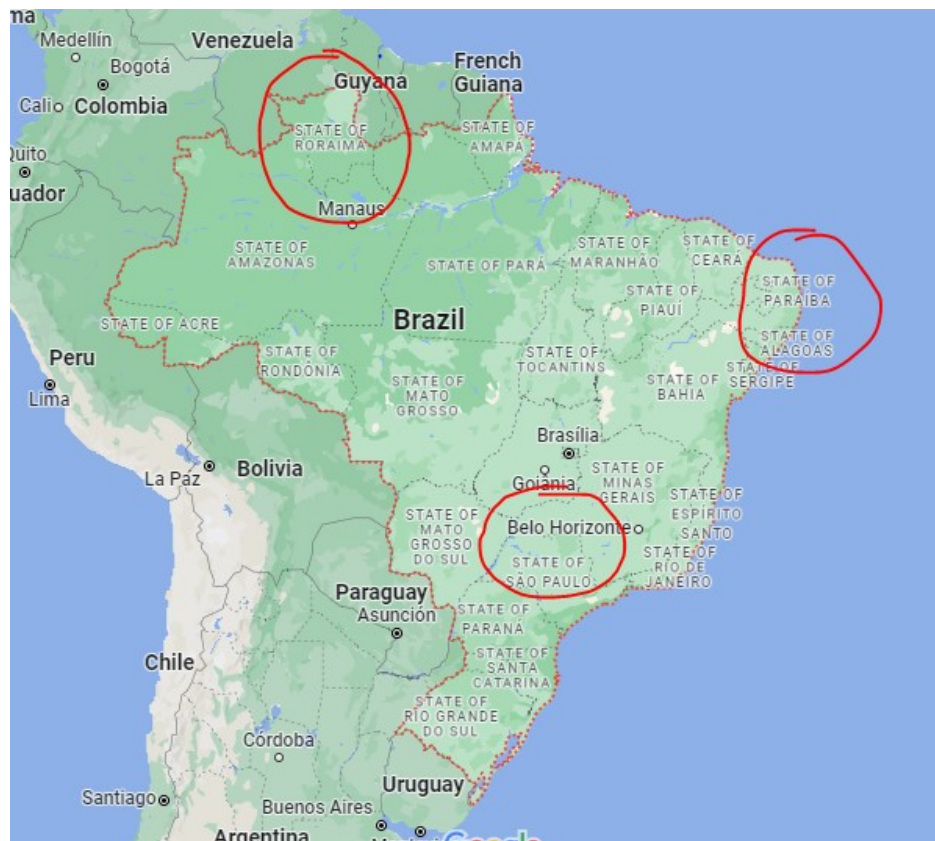 ma
Medellín
Bogotá
Venezuela
French
Guiana
Guyana
Cali
Colombia
STATE OF
RORAIMA
STATE OF
AMAPÁ
Quito
uador
Manaus
STATE OF
AMAZONAS
STATE OF PARÁ
STATE OF
MARANHÃO
STATE OF
CEARÁ
STATE OF
PARAÍBA
STATE OF
PIAUÍ
Brazil
STATE OF ACRE
STATE OF
ALAGOAS
Peru
Lima
STATE OF
RONDÔNIA
STATE OF
TOCANTINS
STATE OF
SERGIPE
STATE OF
MATO
GROSSO
STATE OF
BAHIA
Brasília
La Paz
Bolivia
Goiânia
STATE OF
MINAS
GERAIS
STATE OF
ESPÍRITO
SANTO
STATE OF
MATO
GROSSO
DO SUL
Belo Horizonte
STATE OF
SÃO PAULO
STATE OF
RIO DE
JANEIRO
Paraguay
Asunción
STATE OF
PARANÁ
Chile
STATE OF
SANTA
CATARINA
STATE OF
RIO GRANDE
DO SUL
Córdoba
Uruguay
Santiago
Buenos Aires
Argentina
Google